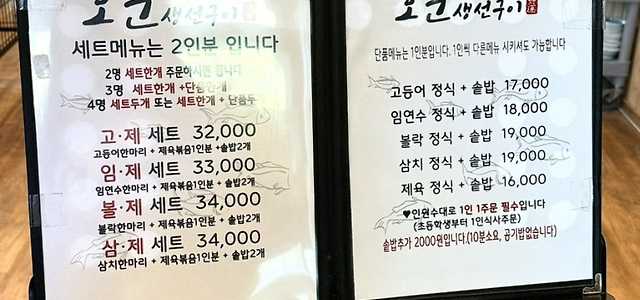 생선구이
세트메뉴는 2인분 입니다
2명 세트한개 주문하시면 됩니다
3명 세트한개 +단품한개
4명 세트두개 또는 세트한개 + 단품두
고·제 세트 32,000
고등어한마리 + 제육볶음1인분 +솥밥2개
임·제 세트 33,000
임연수한마리 + 제육볶음1인분 + 솥밥2개
볼·제 세트 34,000
볼락한마리 + 제육볶음1인분 + 솥밥2개
삼·제 세트 34,000
삼치한마리 + 제육볶음1인분 + 솥밥2개
생선구이
단품메뉴는 1인분입니다. 1인씩 다른메뉴 시키셔도 가능합니다
고등어 정식 + 솥밥 17,000
임연수 정식 + 솥밥 18,000
볼락 정식 + 솥밥 19,000
삼치 정식 + 솥밥 19,000
제육 정식 + 솥밥 16,000
♥인원수대로 1인 1주문 필수입니다
(초등학생부터 1인식사주문)
솥밥추가 2000원입니다.(10분소요, 공기밥없습니다)